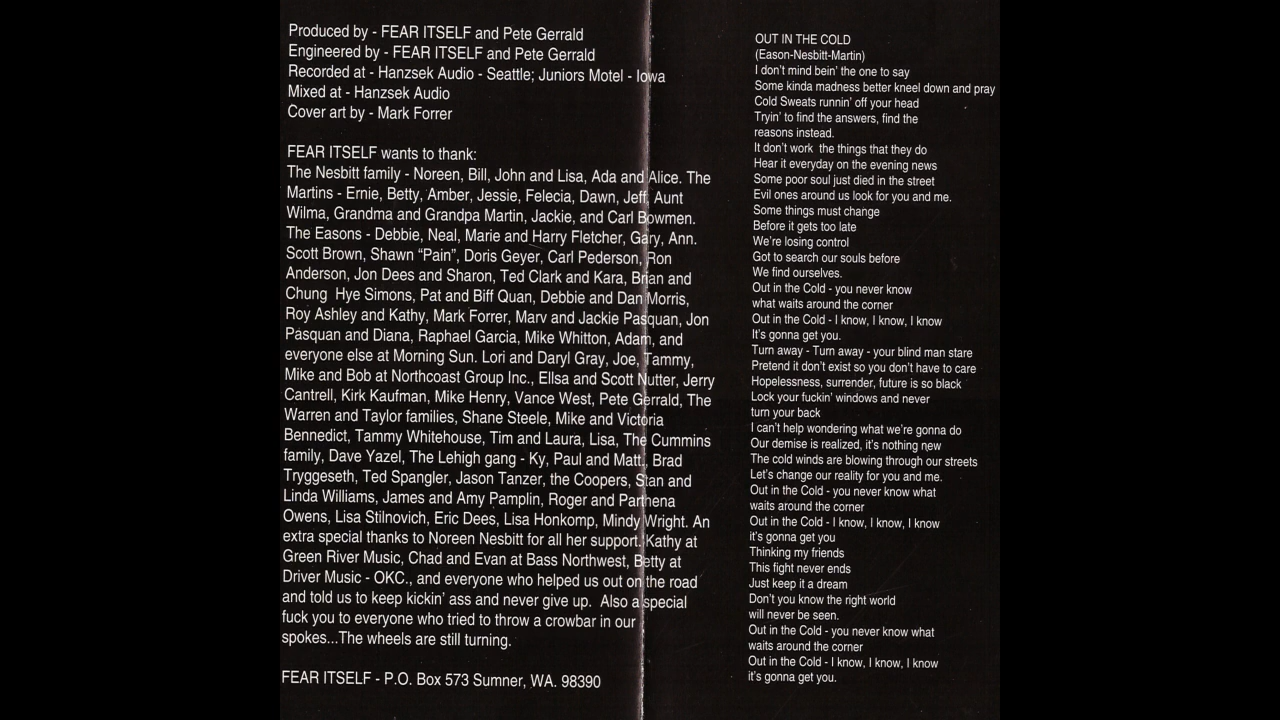 Produced by - FEAR ITSELF and Pete Gerrald
Engineered by - FEAR ITSELF and Pete Gerrald
Recorded at - Hanzsek Audio - Seattle; Juniors Motel - Iowa
Mixed at - Hanzsek Audio
Cover art by - Mark Forrer
FEAR ITSELF wants to thank:
The Nesbitt family - Noreen, Bill, John and Lisa, Ada and Alice. The
Martins - Ernie, Betty, Amber, Jessie, Felecia, Dawn, Jeff, Aunt
Wilma, Grandma and Grandpa Martin, Jackie, and Carl Bowmen.
The Easons - Debbie, Neal, Marie and Harry Fletcher, Gary, Ann.
Scott Brown, Shawn “Pain”, Doris Geyer, Carl Pederson, Ron
Anderson, Jon Dees and Sharon, Ted Clark and Kara, Brian and
Chung Hye Simons, Pat and Biff Quan, Debbie and Dan Morris,
Roy Ashley and Kathy, Mark Forrer, Marv and Jackie Pasquan, Jon
Pasquan and Diana, Raphael Garcia, Mike Whitton, Adam, and
everyone else at Morning Sun. Lori and Daryl Gray, Joe, Tammy,
Mike and Bob at Northcoast Group Inc., Ellsa and Scott Nutter, Jerry
Cantrell, Kirk Kaufman, Mike Henry, Vance West, Pete Gerrald, The
Warren and Taylor families, Shane Steele, Mike and Victoria
Bennedict, Tammy Whitehouse, Tim and Laura, Lisa, The Cummins
family, Dave Yazel, The Lehigh gang - Ky, Paul and Matt., Brad
Tryggeseth, Ted Spangler, Jason Tanzer, the Coopers, Stan and
Linda Williams, James and Amy Pamplin, Roger and Parthena
Owens, Lisa Stilnovich, Eric Dees, Lisa Honkomp, Mindy Wright. An
extra special thanks to Noreen Nesbitt for all her support. Kathy at
Green River Music, Chad and Evan at Bass Northwest, Betty at
Driver Music - OKC., and everyone who helped us out on the road
and told us to keep kickin’ ass and never give up. Also a special
fuck you to everyone who tried to throw a crowbar in our
spokes...The wheels are still turning.
FEAR ITSELF - P.O. Box 573 Sumner, WA. 98390
OUT IN THE COLD
(Eason-Nesbitt-Martin)
I don’t mind bein’ the one to say
Some kinda madness better kneel down and pray
Cold Sweats runnin’ off your head
Tryin’ to find the answers, find the
reasons instead.
It don’t work the things that they do
Hear it everyday on the evening news
Some poor soul just died in the street
Evil ones around us look for you and me.
Some things must change
Before it gets too late
We’re losing control
Got to search our souls before
We find ourselves.
Out in the Cold - you never know
what waits around the corner
Out in the Cold - I know, I know, I know
It’s gonna get you.
Turn away - Turn away - your blind man stare
Pretend it don’t exist so you don’t have to care
Hopelessness, surrender, future is so black
Lock your fuckin’ windows and never
turn your back
I can’t help wondering what we’re gonna do
Our demise is realized, it’s nothing new
The cold winds are blowing through our streets
Let’s change our reality for you and me.
Out in the Cold - you never know what
waits around the corner
Out in the Cold - I know, I know, I know
it’s gonna get you
Thinking my friends
This fight never ends
Just keep it a dream
Don’t you know the right world
will never be seen.
Out in the Cold - you never know what
waits around the corner
Out in the Cold - I know, I know, I know
it’s gonna get you.